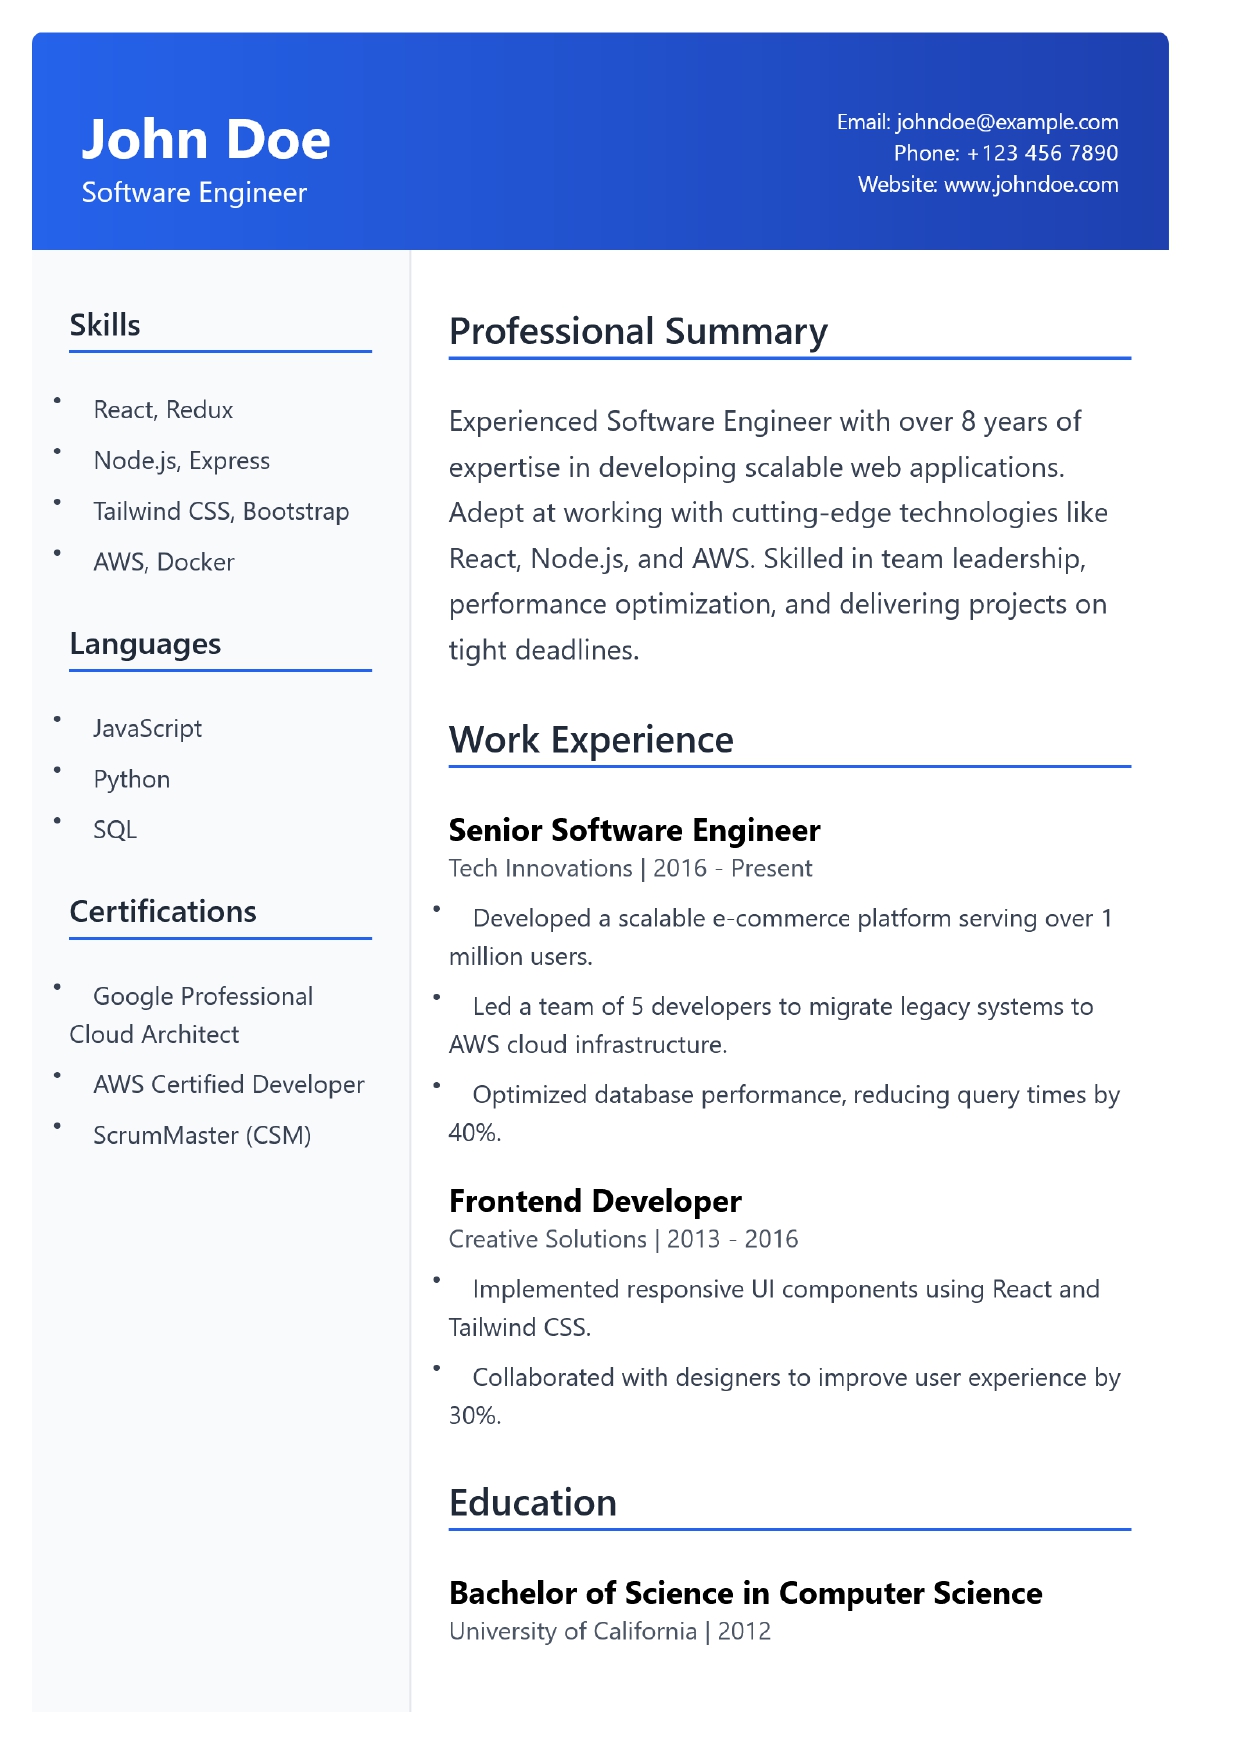 John Doe
Software Engineer
Email: johndoe@example.com
Phone: +123 456 7890
Website: www.johndoe.com
Skills
• React, Redux
• Node.js, Express
• Tailwind CSS, Bootstrap
• AWS, Docker
Languages
• JavaScript
• Python
• SQL
Certifications
• Google Professional
Cloud Architect
• AWS Certified Developer
• ScrumMaster (CSM)
Professional Summary
Experienced Software Engineer with over 8 years of
expertise in developing scalable web applications.
Adept at working with cutting-edge technologies like
React, Node.js, and AWS. Skilled in team leadership,
performance optimization, and delivering projects on
tight deadlines.
Work Experience
Senior Software Engineer
Tech Innovations | 2016 - Present
• Developed a scalable e-commerce platform serving over 1
million users.
• Led a team of 5 developers to migrate legacy systems to
AWS cloud infrastructure.
• Optimized database performance, reducing query times by
40%.
Frontend Developer
Creative Solutions | 2013 - 2016
• Implemented responsive UI components using React and
Tailwind CSS.
• Collaborated with designers to improve user experience by
30%.
Education
Bachelor of Science in Computer Science
University of California | 2012